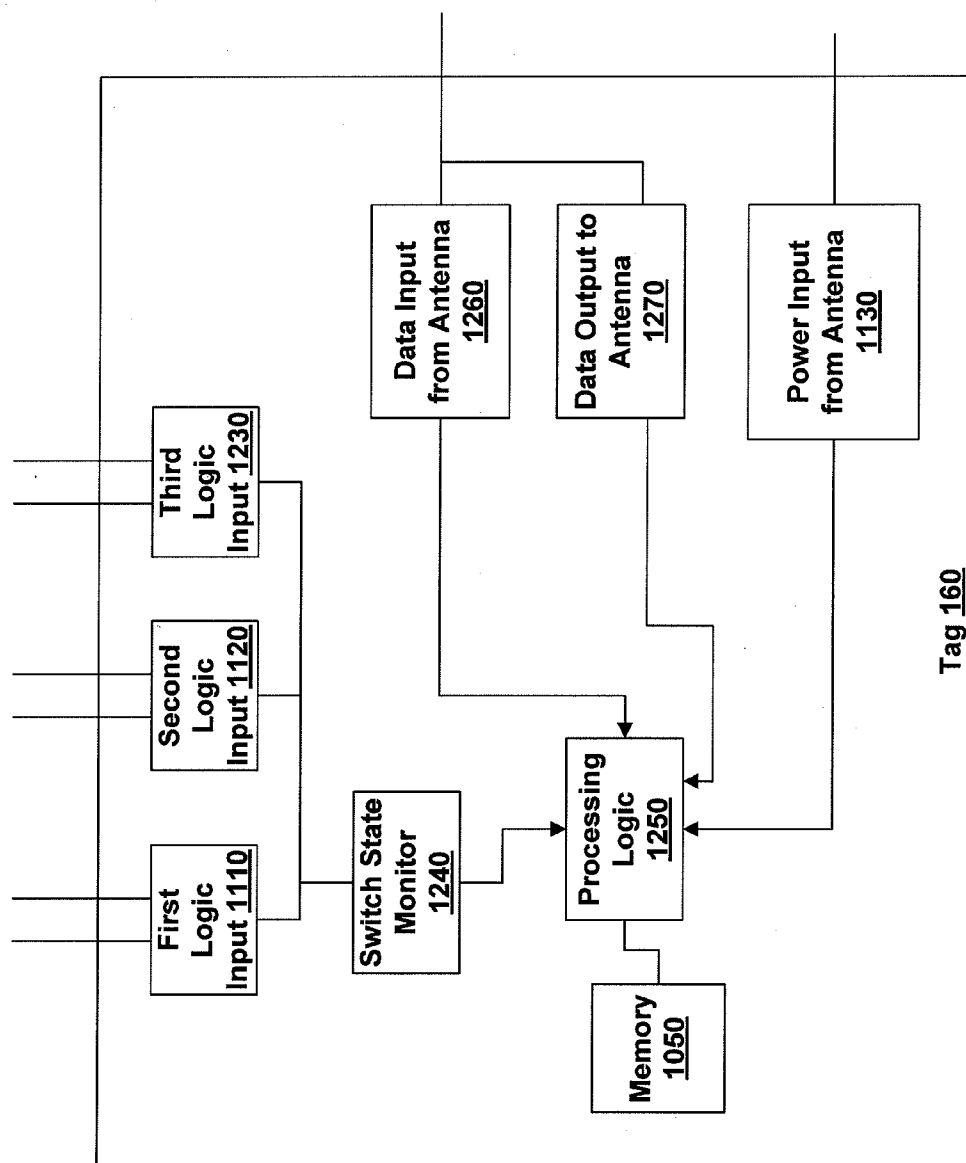 First
Logic
Input 1110
Second
Logic
Input 1120
Third
Logic
Input 1230
Switch State
Monitor
1240
Data Input
from Antenna
1260
Data Output to
Antenna
1270
Power Input
from Antenna
1130
Processing
Logic
1250
Memory
1050
Tag 160